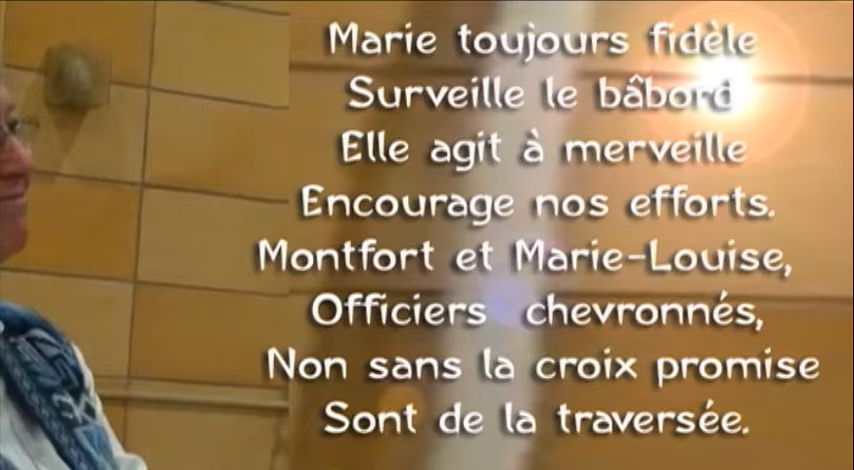 Marie toujours fidèle
Surveille le bâbord
Elle agit à merveille
Encourage nos efforts.
Montfort et Marie-Louise,
Officiers chevronnés,
Non sans la croix promise
Sont de la traversée.